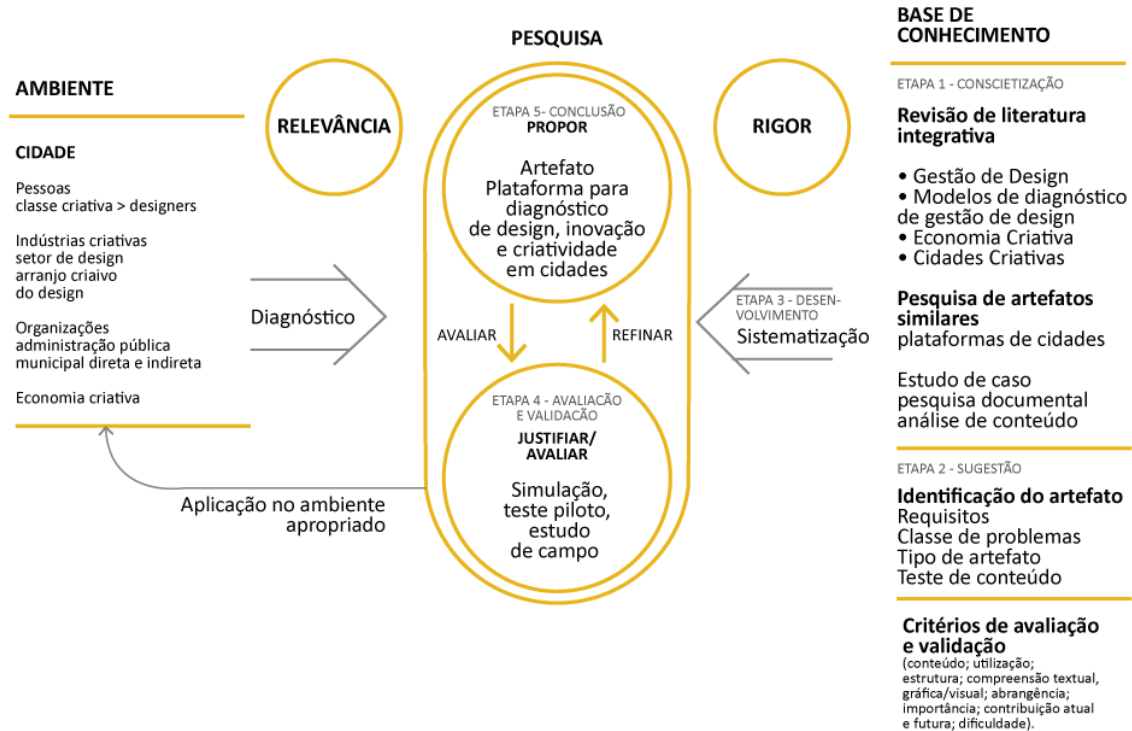 AMBIENTE
CIDADE
Pessoas
classe criativa > designers
Indústrias criativas
setor de design
arranjo criaivo
do design
Organizações
administração pública
municipal direta e indireta
Economia criativa
RELEVÂNCIA
Diagnóstico
Aplicação no ambiente
apropriado
PESQUISA
ETAPA 5- CONCLUSÃO
PROPOR
Artefato
Plataforma para
diagnóstico
de design, inovação
e criatividade
em cidades
AVALIAR
REFINAR
ETAPA 4 - AVALIAÇÃO
E VALIDAÇÃO
JUSTIFIAR/
AVALIAR
Simulação,
teste piloto,
estudo
de campo
RIGOR
ETAPA 3 - DESEN-
VOLVIMENTO
Sistematização
BASE DE
CONHECIMENTO
ETAPA 1 - CONSCIETIZAÇÃO
Revisão de literatura
integrativa
• Gestão de Design
• Modelos de diagnóstico
de gestão de design
• Economia Criativa
• Cidades Criativas
Pesquisa de artefatos
similares
plataformas de cidades
Estudo de caso
pesquisa documental
análise de conteúdo
ETAPA 2 - SUGESTÃO
Identificação do artefato
Requisitos
Classe de problemas
Tipo de artefato
Teste de conteúdo
Critérios de avaliação
e validação
(conteúdo; utilização;
estrutura; compreensão textual,
gráfica/visual; abrangência;
importância; contribuição atual
e futura; dificuldade).